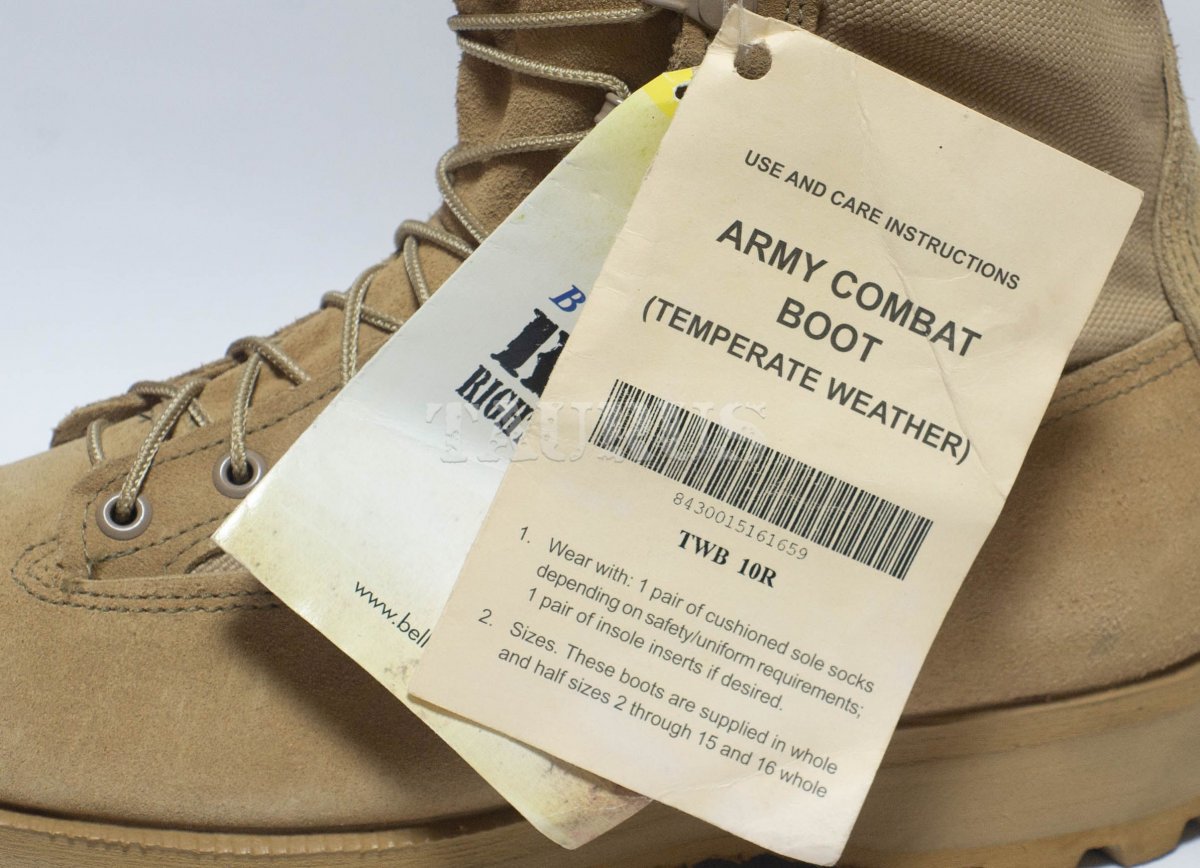 USE AND CARE INSTRUCTIONS
ARMY COMBAT
BOOT
(TEMPERATE WEATHER)
8430015161659
TWB 10R
1. Wear with: 1 pair of cushioned sole socks
depending on safety/uniform requirements;
1 pair of insole inserts if desired.
2. Sizes. These boots are supplied in whole
and half sizes 2 through 15 and 16 whole
B
RIGH
www.bell
TAURUS